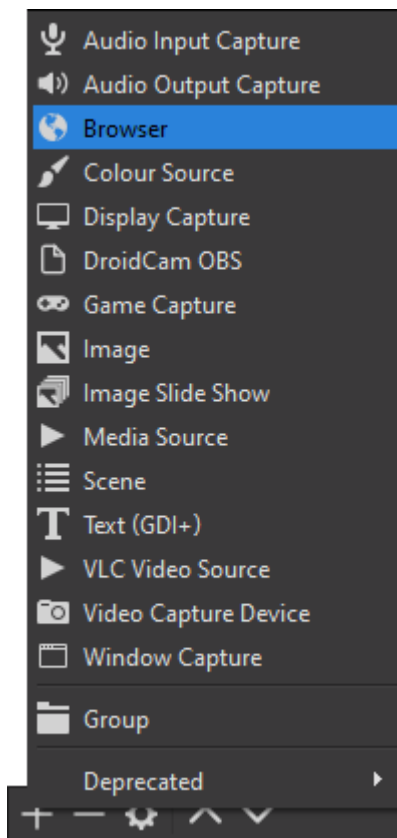 Audio Input Capture
Audio Output Capture
Browser
Colour Source
Display Capture
DroidCam OBS
Game Capture
Image
Image Slide Show
Media Source
Scene
Text (GDI+)
VLC Video Source
Video Capture Device
Window Capture
Group
Deprecated